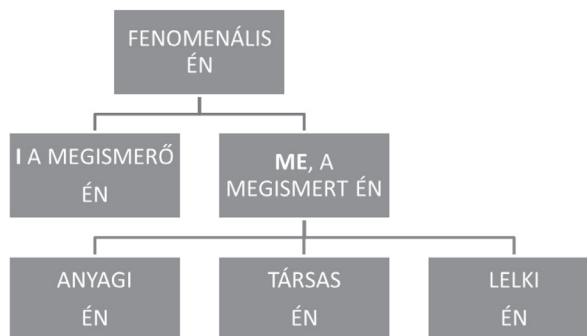 FENOMENÁLIS
ÉN
I A MEGISMERŐ
ÉN
ME, A
MEGISMERT ÉN
ANYAGI
ÉN
TÁRSAS
ÉN
LELKI
ÉN